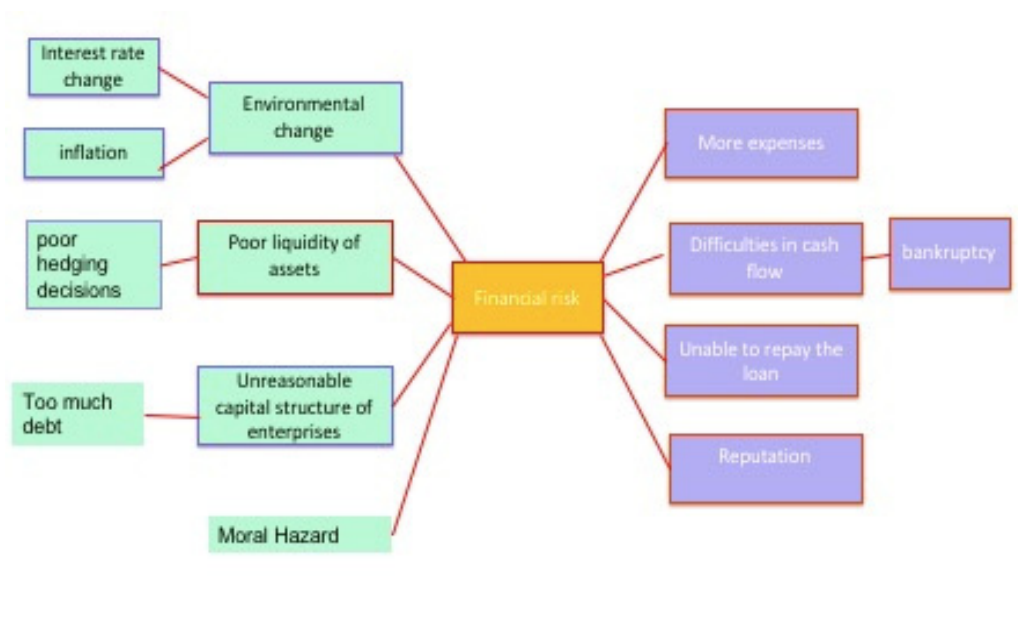 Interest rate
change
inflation
Environmental
change
poor
hedging
decisions
Poor liquidity of
assets
Too much
debt
Unreasonable
capital structure of
enterprises
Moral Hazard
Financial risk
More expenses
Difficulties in cash
flow
bankruptcy
Unable to repay the
loan
Reputation